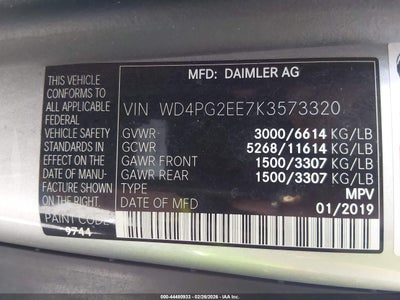 MFD: DAIMLER AG
VIN WD4PG2EE7K3573320
THIS VEHICLE
CONFORMS TO
ALL APPLICABLE
FEDERAL
VEHICLE SAFETY
STANDARDS IN
EFFECT ON THE
DATE OF MANU-
FACTURE SHOWN
ON THE RIGHT.
PAINT CODE
9744
GVWR- 3000/6614 KG/LB
GCWR 5268/11614 KG/LB
GAWR FRONT 1500/3307 KG/LB
GAWR REAR 1500/3307 KG/LB
TYPE MPV
DATE OF MFD 01/2019
000-44460933 - 02/26/2026 - IAA